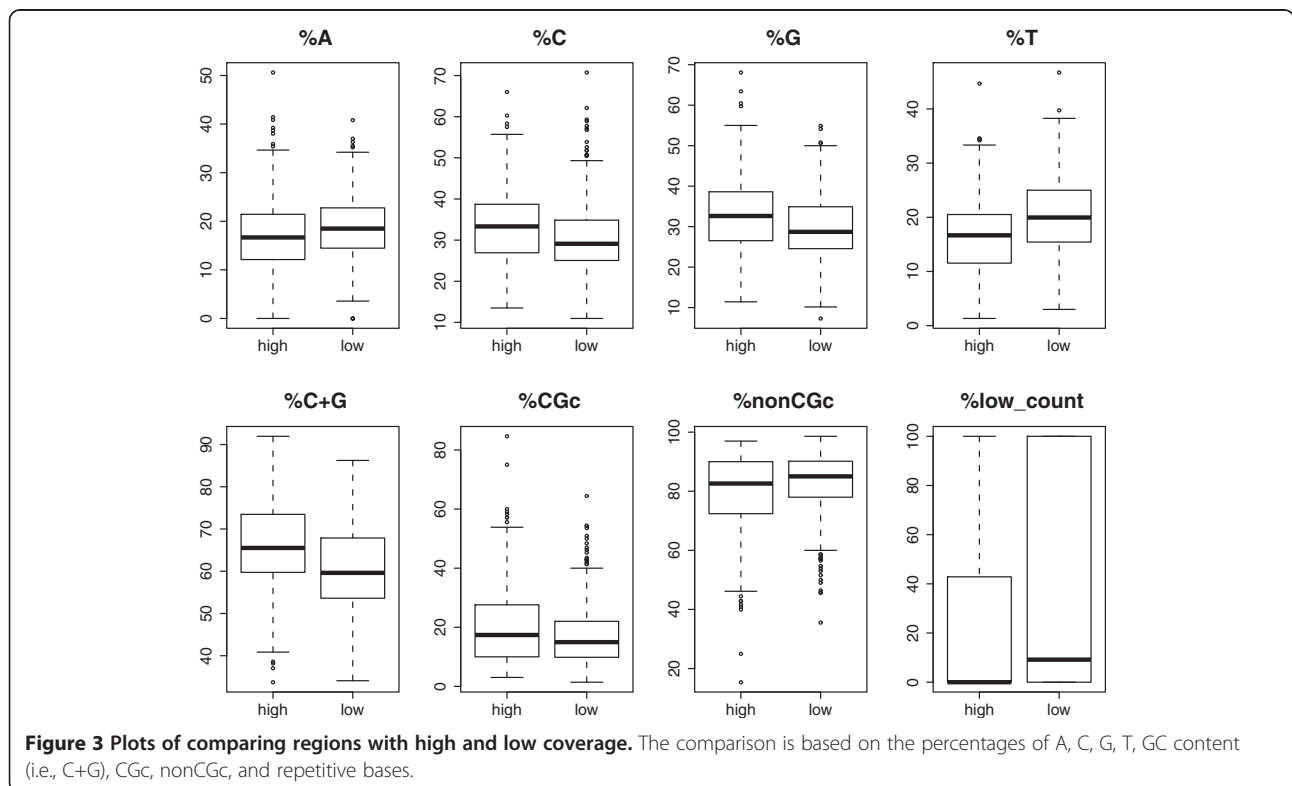 %A
%C
%G
%T
50
40
30
20
10
0
high low
70
60
50
40
30
20
10
high low
70
60
50
40
30
20
10
high low
40
30
20
10
0
high low
%C+G
%CGc
%nonCGc
%low_count
90
80
70
60
50
40
high low
80
60
40
20
0
high low
100
80
60
40
20
high low
100
80
60
40
20
0
high low
Figure 3 Plots of comparing regions with high and low coverage. The comparison is based on the percentages of A, C, G, T, GC content
(i.e., C+G), CGc, nonCGc, and repetitive bases.